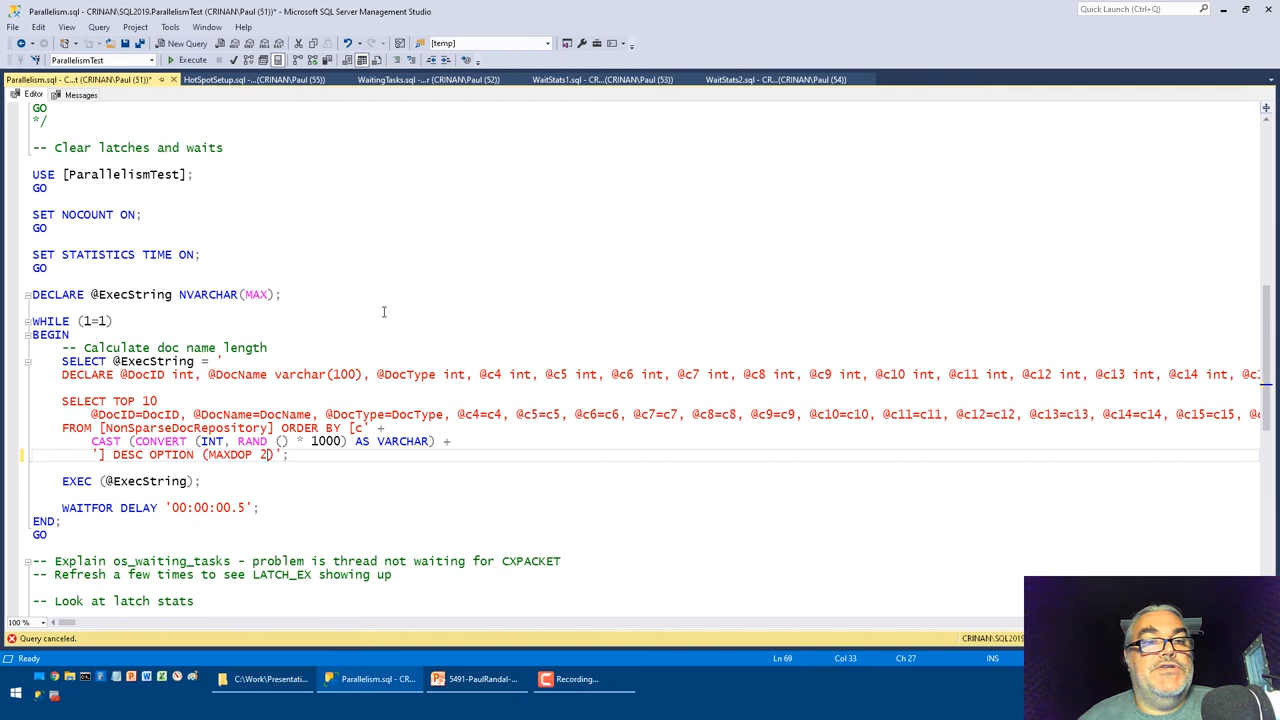 Parallelism.sql - CRINAN\SQL2019.ParallelismTest (CRINAN\Paul (51))* - Microsoft SQL Server Management Studio
Quick Launch (Ctrl+Q)
File Edit View Query Project Tools Window Help
New Query
[temp]
ParallelismTest
Execute
Parallelism.sql - C...t (CRINAN\Paul (51))*
HotSpotSetup.sql -...(CRINAN\Paul (55))
WaitingTasks.sql -...r (CRINAN\Paul (52))
WaitStats1.sql - CR...(CRINAN\Paul (53))
WaitStats2.sql - CR...(CRINAN\Paul (54))
Editor Messages
GO
*/
-- Clear latches and waits
USE [ParallelismTest];
GO
SET NOCOUNT ON;
GO
SET STATISTICS TIME ON;
GO
DECLARE @ExecString NVARCHAR(MAX);
WHILE (1=1)
BEGIN
-- Calculate doc name length
SELECT @ExecString = '
DECLARE @DocID int, @DocName varchar(100), @DocType int, @c4 int, @c5 int, @c6 int, @c7 int, @c8 int, @c9 int, @c10 int, @c11 int, @c12 int, @c13 int, @c14 int,
SELECT TOP 10
@DocID=DocID, @DocName=DocName, @DocType=DocType, @c4=c4, @c5=c5, @c6=c6, @c7=c7, @c8=c8, @c9=c9, @c10=c10, @c11=c11, @c12=c12, @c13=c13, @c14=c14, @c15=c15,
FROM [NonSparseDocRepository] ORDER BY [c' +
CAST (CONVERT (INT, RAND () * 1000) AS VARCHAR) +
'] DESC OPTION (MAXDOP 2)';
EXEC (@ExecString);
WAITFOR DELAY '00:00:00.5';
END;
GO
-- Explain os_waiting_tasks - problem is thread not waiting for CXPACKET
-- Refresh a few times to see LATCH_EX showing up
-- Look at latch stats
100 %
Query canceled.
CRINAN\SQL2019
Ready
Ln 69 Col 33 Ch 27 INS
C:\Work\Presentati...
Parallelism.sql - CR...
5491-PaulRandal-m...
Recording...